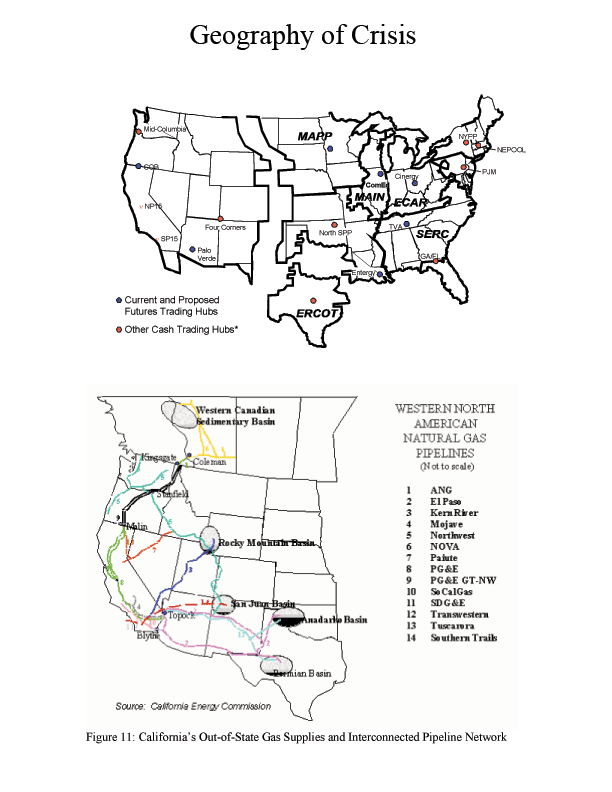 Geography of Crisis
MAPP
Mid-Columbia
NYPP
NEPOOL
PJM
COB
ComEd
Cinergy
MAIN
ECAR
NP15
Four Corners
North SPP
TVA
SERC
SP15
Palo
Verde
Entergy
GA/FL
ERCOT
Current and Proposed
Futures Trading Hubs
Other Cash Trading Hubs*
Western Canadian
Sedimentary Basin
Kingsgate
Coleman
Stanfield
Malin
Rocky Mountain Basin
San Juan Basin
Topock
Anadarko Basin
Blythe
Permian Basin
Source: California Energy Commission
WESTERN NORTH
AMERICAN
NATURAL GAS
PIPELINES
(Not to scale)
1 ANG
2 El Paso
3 Kern River
4 Mojave
5 Northwest
6 NOVA
7 Paiute
8 PG&E
9 PG&E GT-NW
10 SoCalGas
11 SDG&E
12 Transwestern
13 Tuscarora
14 Southern Trails
Figure 11: California's Out-of-State Gas Supplies and Interconnected Pipeline Network